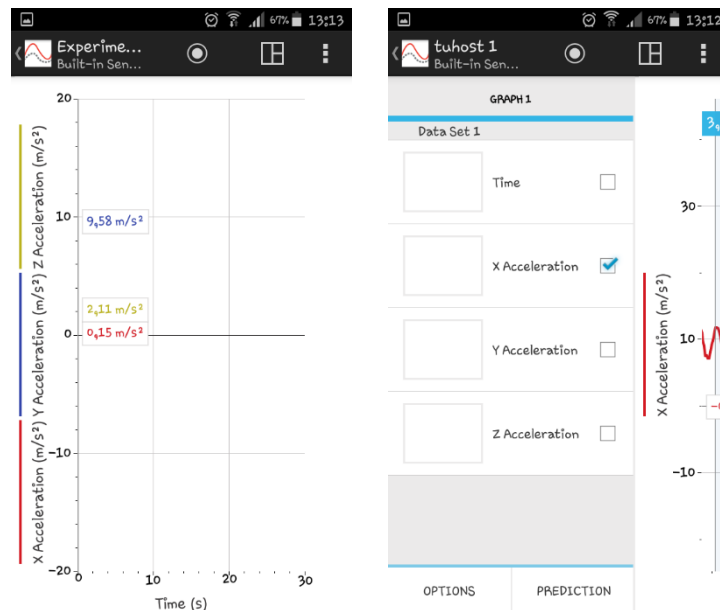 67% 13:13
Experime...
Built-in Sen...
20
10
0
-10
-20
Z Acceleration (m/s²)
Y Acceleration (m/s²)
X Acceleration (m/s²)
9,58 m/s²
2,11 m/s²
0,15 m/s²
0 10 20 30
Time (s)
67% 13:12
tuhost 1
Built-in Sen...
GRAPH 1
Data Set 1
Time
X Acceleration
Y Acceleration
Z Acceleration
OPTIONS PREDICTION
3,
30
10
-10
X Acceleration (m/s²)